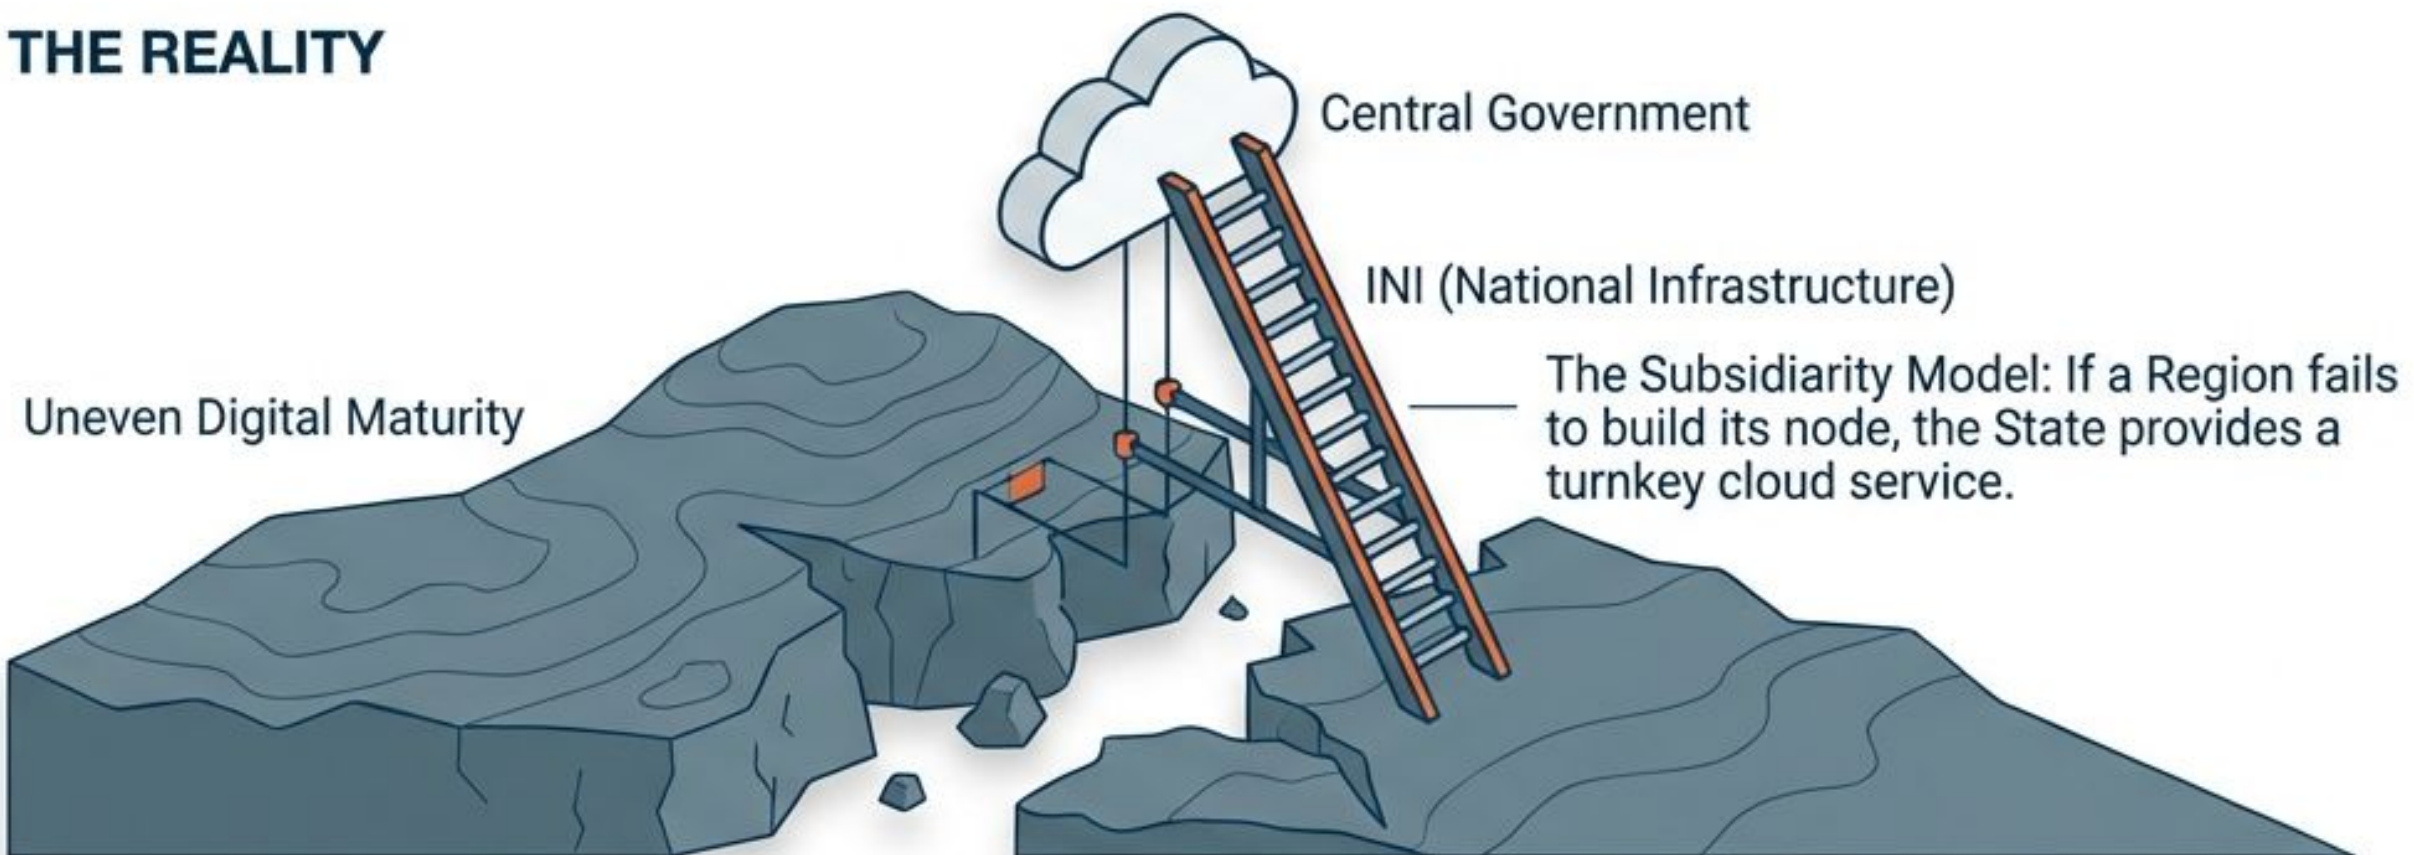 THE REALITY
Central Government
INI (National Infrastructure)
Uneven Digital Maturity
The Subsidiarity Model: If a Region fails
to build its node, the State provides a
turnkey cloud service.